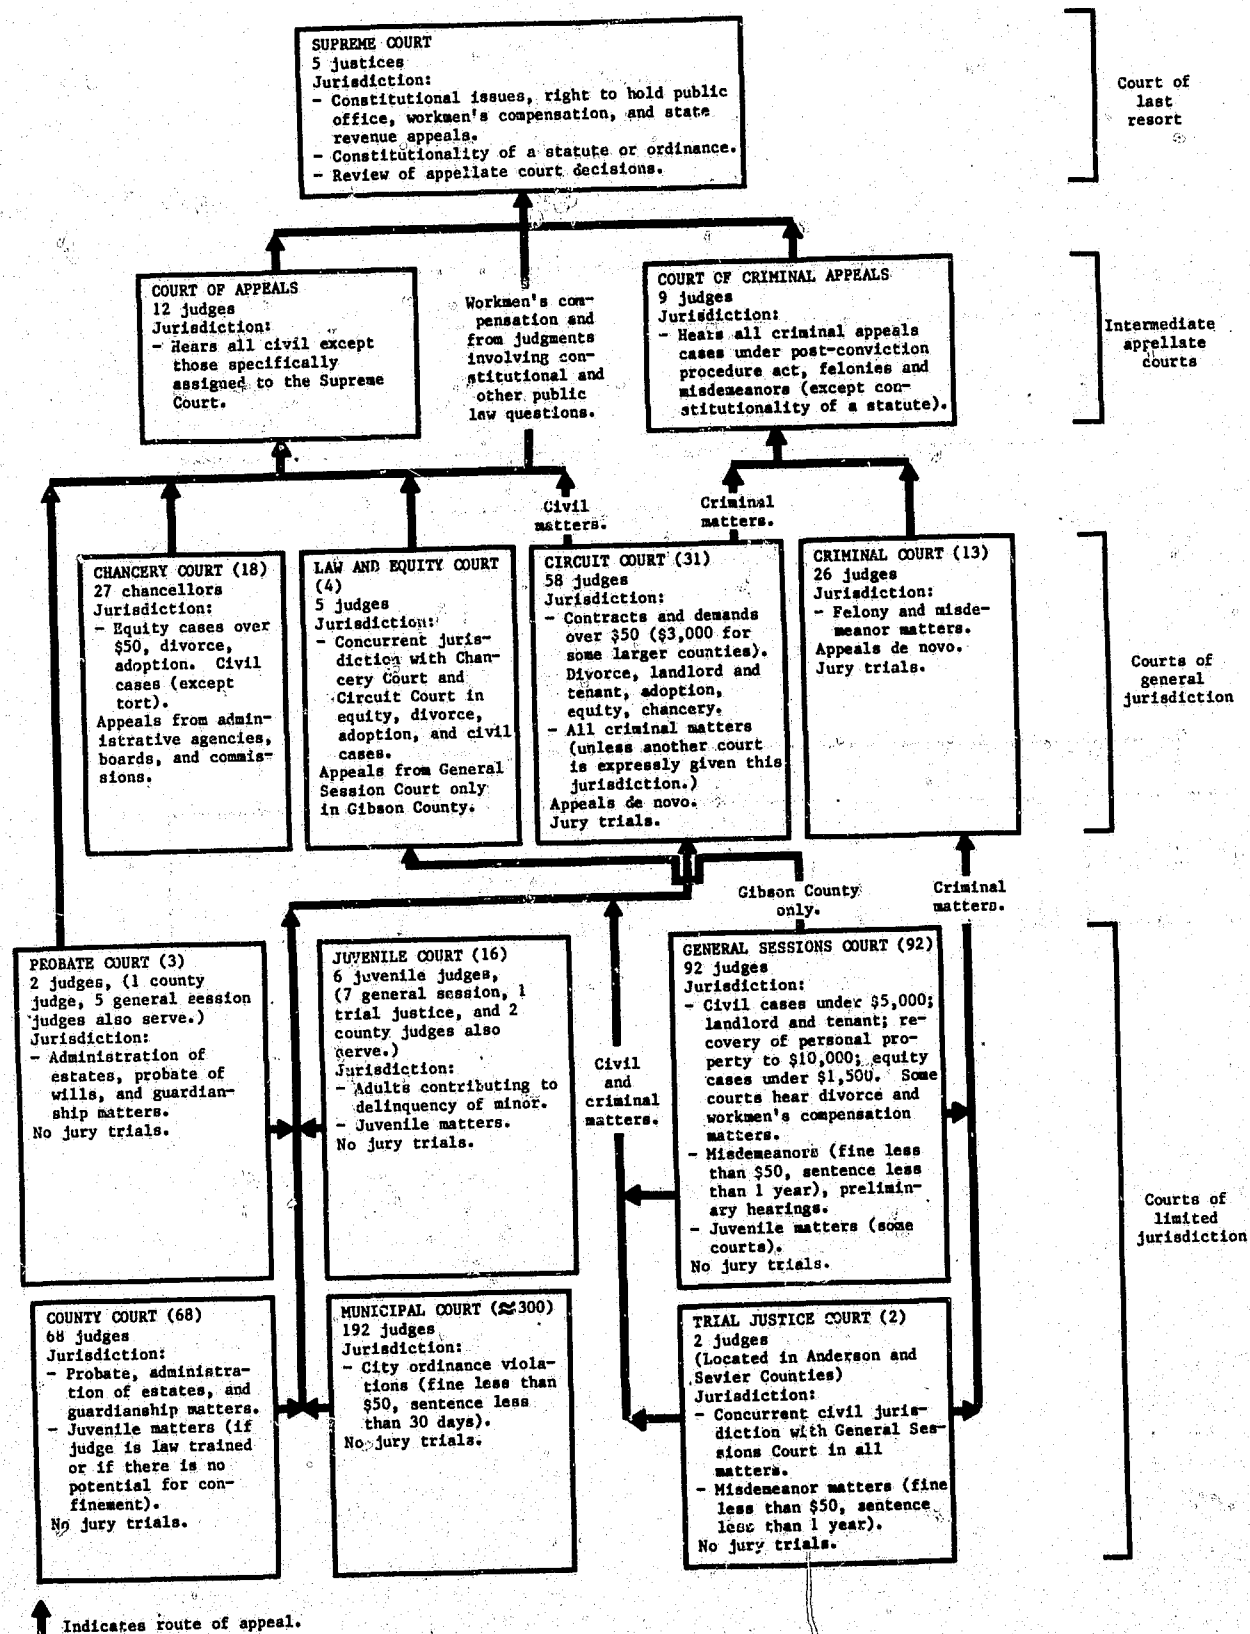 SUPREME COURT
5 justices
Jurisdiction:
- Constitutional issues, right to hold public
office, workmen's compensation, and state
revenue appeals.
- Constitutionality of a statute or ordinance.
- Review of appellate court decisions.
Court of
last
resort
COURT OF APPEALS
12 judges
Jurisdiction:
- Hears all civil except
those specifically
assigned to the Supreme
Court.
Workmen's com-
pensation and
from judgments
involving con-
stitutional and
other public
law questions.
COURT OF CRIMINAL APPEALS
9 judges
Jurisdiction:
- Hears all criminal appeals
cases under post-conviction
procedure act, felonies and
misdemeanors (except con-
stitutionality of a statute).
Intermediate
appellate
courts
Civil
matters.
Criminal
matters.
CHANCERY COURT (18)
27 chancellors
Jurisdiction:
- Equity cases over
$50, divorce,
adoption. Civil
cases (except
tort).
Appeals from admin-
istrative agencies,
boards, and commis-
sions.
LAW AND EQUITY COURT
(4)
5 judges
Jurisdiction:
- Concurrent juris-
diction with Chan-
cery Court and
Circuit Court in
equity, divorce,
adoption, and civil
cases.
Appeals from General
Session Court only
in Gibson County.
CIRCUIT COURT (31)
58 judges
Jurisdiction:
- Contracts and demands
over $50 ($3,000 for
some larger counties).
Divorce, landlord and
tenant, adoption,
equity, chancery.
- All criminal matters
(unless another court
is expressly given this
jurisdiction.)
Appeals de novo.
Jury trials.
CRIMINAL COURT (13)
26 judges
Jurisdiction:
- Felony and misde-
meanor matters.
Appeals de novo.
Jury trials.
Courts of
general
jurisdiction
Gibson County
only.
Criminal
matters.
PROBATE COURT (3)
2 judges, (1 county
judge, 5 general session
judges also serve.)
Jurisdiction:
- Administration of
estates, probate of
wills, and guardian-
ship matters.
No jury trials.
JUVENILE COURT (16)
6 juvenile judges,
(7 general session, 1
trial justice, and 2
county judges also
serve.)
Jurisdiction:
- Adults contributing to
delinquency of minor.
- Juvenile matters.
No jury trials.
Civil
and
criminal
matters.
GENERAL SESSIONS COURT (92)
92 judges
Jurisdiction:
- Civil cases under $5,000;
landlord and tenant; re-
covery of personal pro-
perty to $10,000; equity
cases under $1,500. Some
courts hear divorce and
workmen's compensation
matters.
- Misdemeanors (fine less
than $50, sentence less
than 1 year), prelimin-
ary hearings.
- Juvenile matters (some
courts).
No jury trials.
Courts of
limited
jurisdiction
COUNTY COURT (68)
68 judges
Jurisdiction:
- Probate, administra-
tion of estates, and
guardianship matters.
- Juvenile matters (if
judge is law trained
or if there is no
potential for con-
finement).
No jury trials.
MUNICIPAL COURT (≈300)
192 judges
Jurisdiction:
- City ordinance viola-
tions (fine less than
$50, sentence less
than 30 days).
No jury trials.
TRIAL JUSTICE COURT (2)
2 judges
(Located in Anderson and
Sevier Counties)
Jurisdiction:
- Concurrent civil juris-
diction with General Ses-
sions Court in all
matters.
- Misdemeanor matters (fine
less than $50, sentence
less than 1 year).
No jury trials.
Indicates route of appeal.